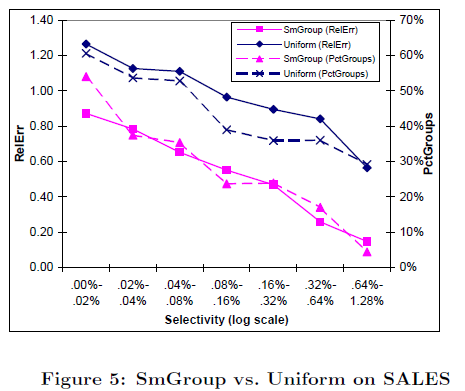 1.40
1.20
1.00
0.80
0.60
0.40
0.20
0.00
RelErr
SmGroup (RelErr)
Uniform (RelErr)
SmGroup (PctGroups)
Uniform (PctGroups)
70%
60%
50%
40%
30%
20%
10%
0%
PctGroups
.00%- .02%- .04%- .08%- .16%- .32%- .64%-
.02% .04% .08% .16% .32% .64% 1.28%
Selectivity (log scale)
Figure 5: SmGroup vs. Uniform on SALES